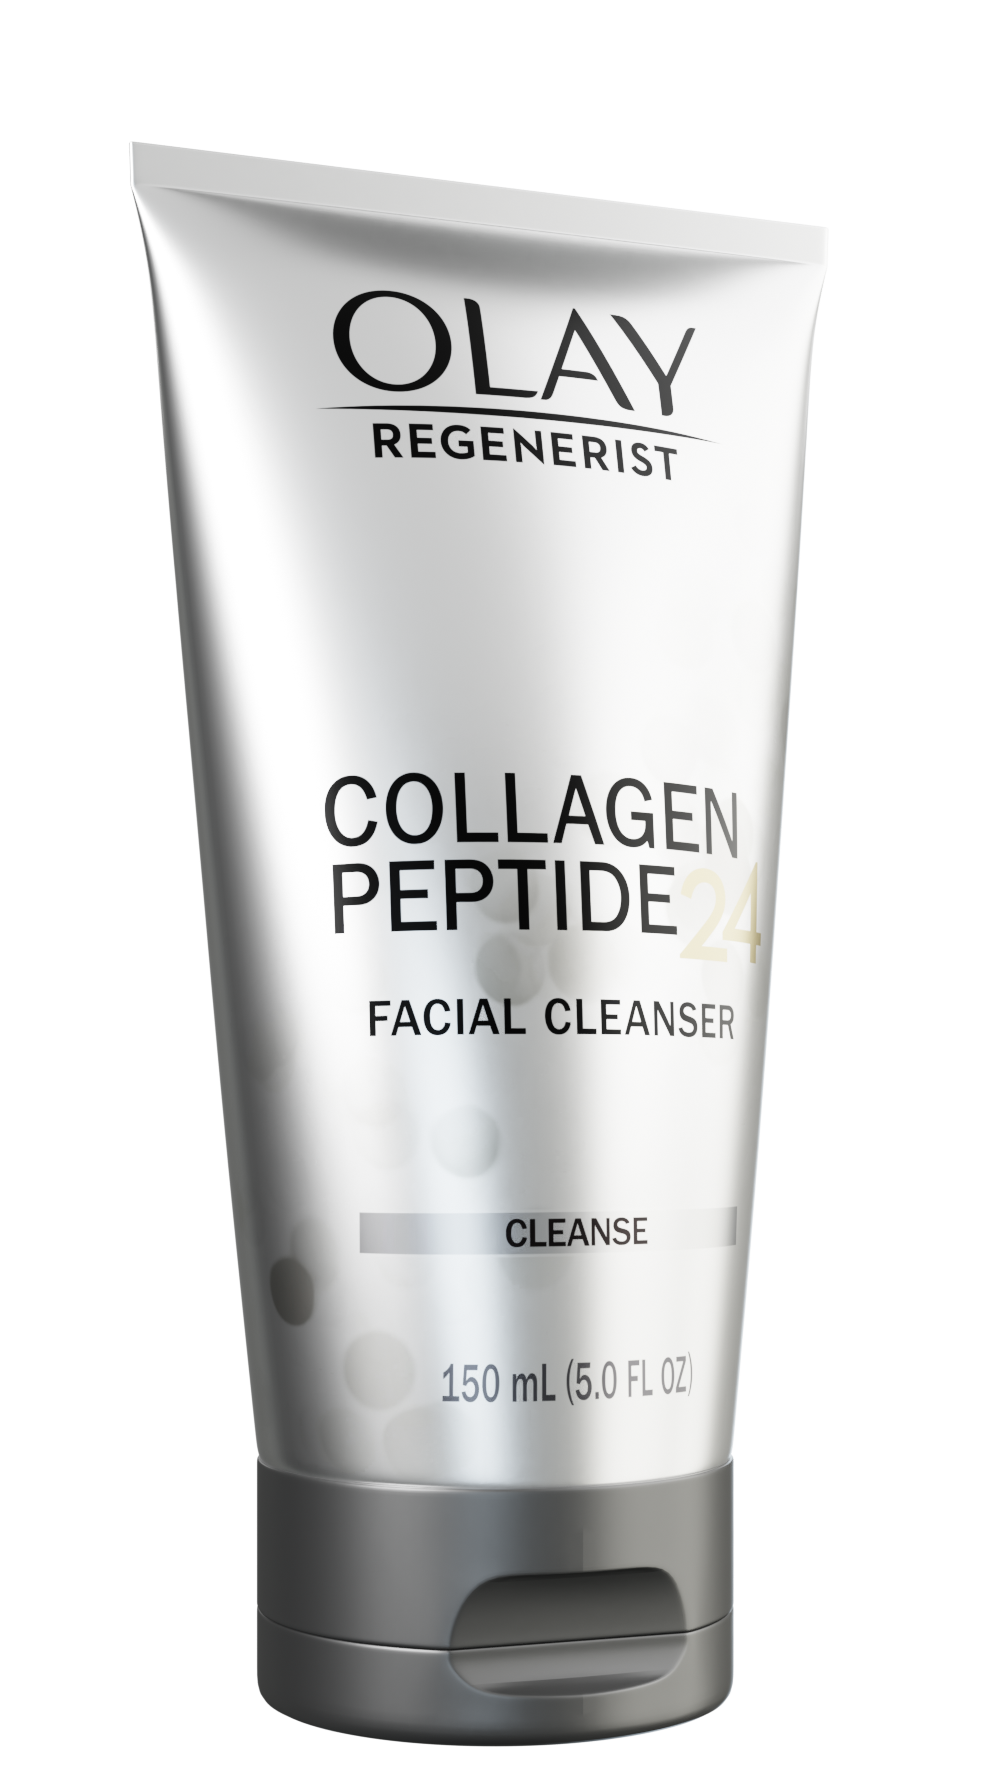 OLAY
REGENERIST
COLLAGEN
PEPTIDE24
FACIAL CLEANSER
CLEANSE
150 mL (5.0 FL OZ)